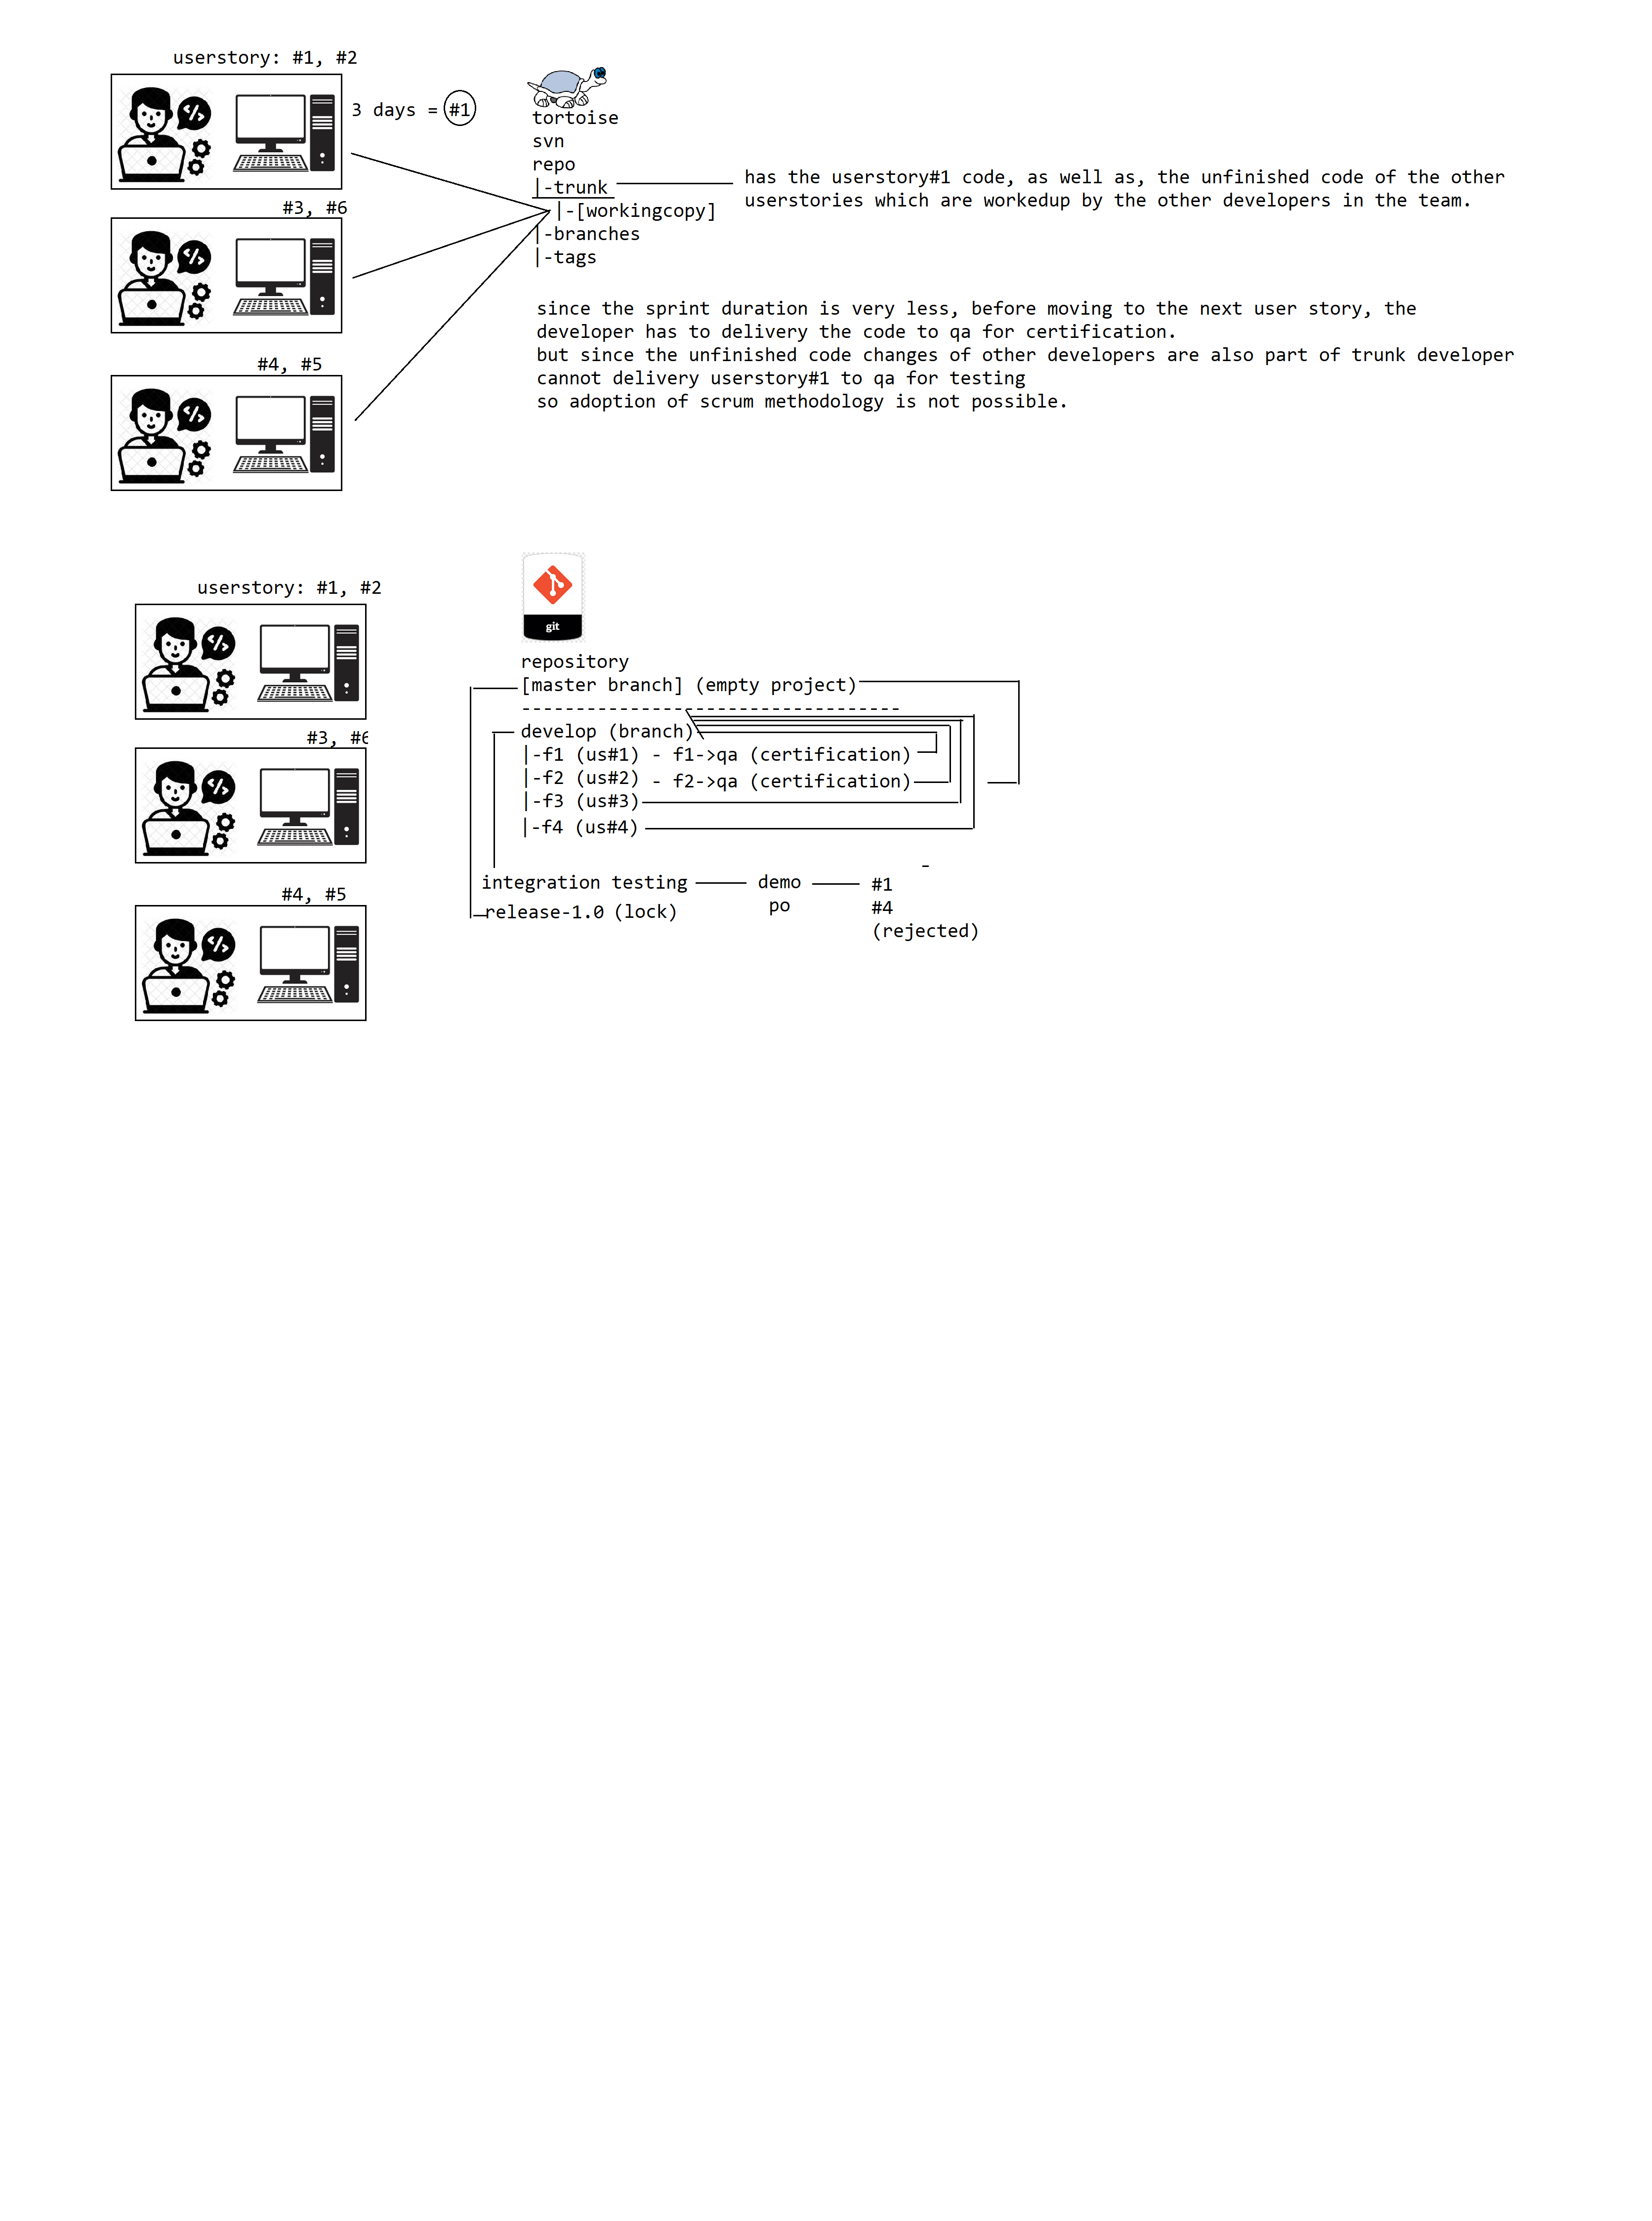 userstory: #1, #2
3 days = #1
#3, #6
#4, #5
tortoise
svn
repo
|-trunk
|-[workingcopy]
|-branches
|-tags
has the userstory#1 code, as well as, the unfinished code of the other
userstories which are workedup by the other developers in the team.
since the sprint duration is very less, before moving to the next user story, the
developer has to delivery the code to qa for certification.
but since the unfinished code changes of other developers are also part of trunk developer
cannot delivery userstory#1 to qa for testing
so adoption of scrum methodology is not possible.
userstory: #1, #2
#3, #6
#4, #5
git
repository
[master branch] (empty project)
-----------------------------------
develop (branch)
|-f1 (us#1) - f1->qa (certification)
|-f2 (us#2) - f2->qa (certification)
|-f3 (us#3)
|-f4 (us#4)
-
integration testing
demo
po
#1
#4
(rejected)
release-1.0 (lock)